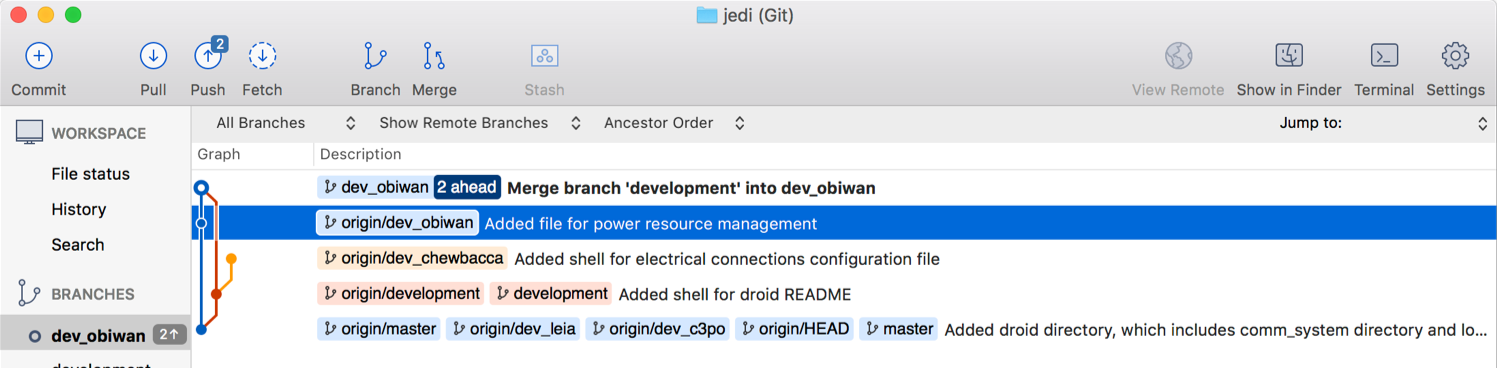 jedi (Git)
2
Commit Pull Push Fetch Branch Merge Stash View Remote Show in Finder Terminal Settings
WORKSPACE All Branches Show Remote Branches Ancestor Order Jump to:
Graph Description
File status
dev_obiwan 2 ahead Merge branch 'development' into dev_obiwan
History
origin/dev_obiwan Added file for power resource management
Search
origin/dev_chewbacca Added shell for electrical connections configuration file
BRANCHES
origin/development development Added shell for droid README
dev_obiwan 2↑
origin/master origin/dev_leia origin/dev_c3po origin/HEAD master Added droid directory, which includes comm_system directory and lo...
development